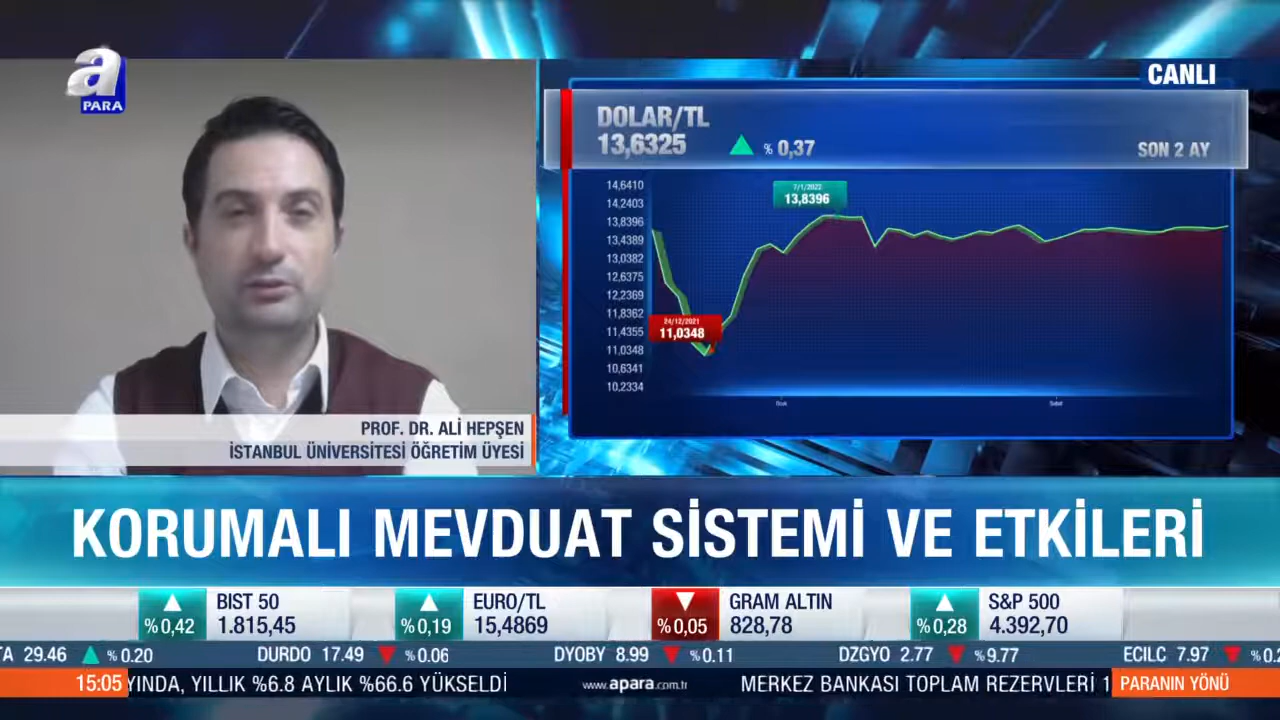 a
PARA
CANLI
DOLAR/TL
13,6325
% 0,37
SON 2 AY
14,6410
14,2403
13,8396
13,4389
13,0382
12,6375
12,2369
11,8362
11,4355
11,0348
10,6341
10,2334
7/1/2022
13,8396
24/12/2021
11,0348
Ocak
Şubat
PROF. DR. ALİ HEPŞEN
İSTANBUL ÜNİVERSİTESİ ÖĞRETİM ÜYESİ
KORUMALI MEVDUAT SİSTEMİ VE ETKİLERİ
%0,42 BIST 50 1.815,45
%0,19 EURO/TL 15,4869
%0,05 GRAM ALTIN 828,78
%0,28 S&P 500 4.392,70
TA 29.46 %0.20 DURDO 17.49 %0.06 DYOBY 8.99 %0.11 DZGYO 2.77 %9.77 ECILC 7.97 %0.2
15:05 YINDA, YILLIK %6.8 AYLIK %66.6 YÜKSELDİ www.apara.com.tr MERKEZ BANKASI TOPLAM REZERVLERİ 1 PARANIN YÖNÜ